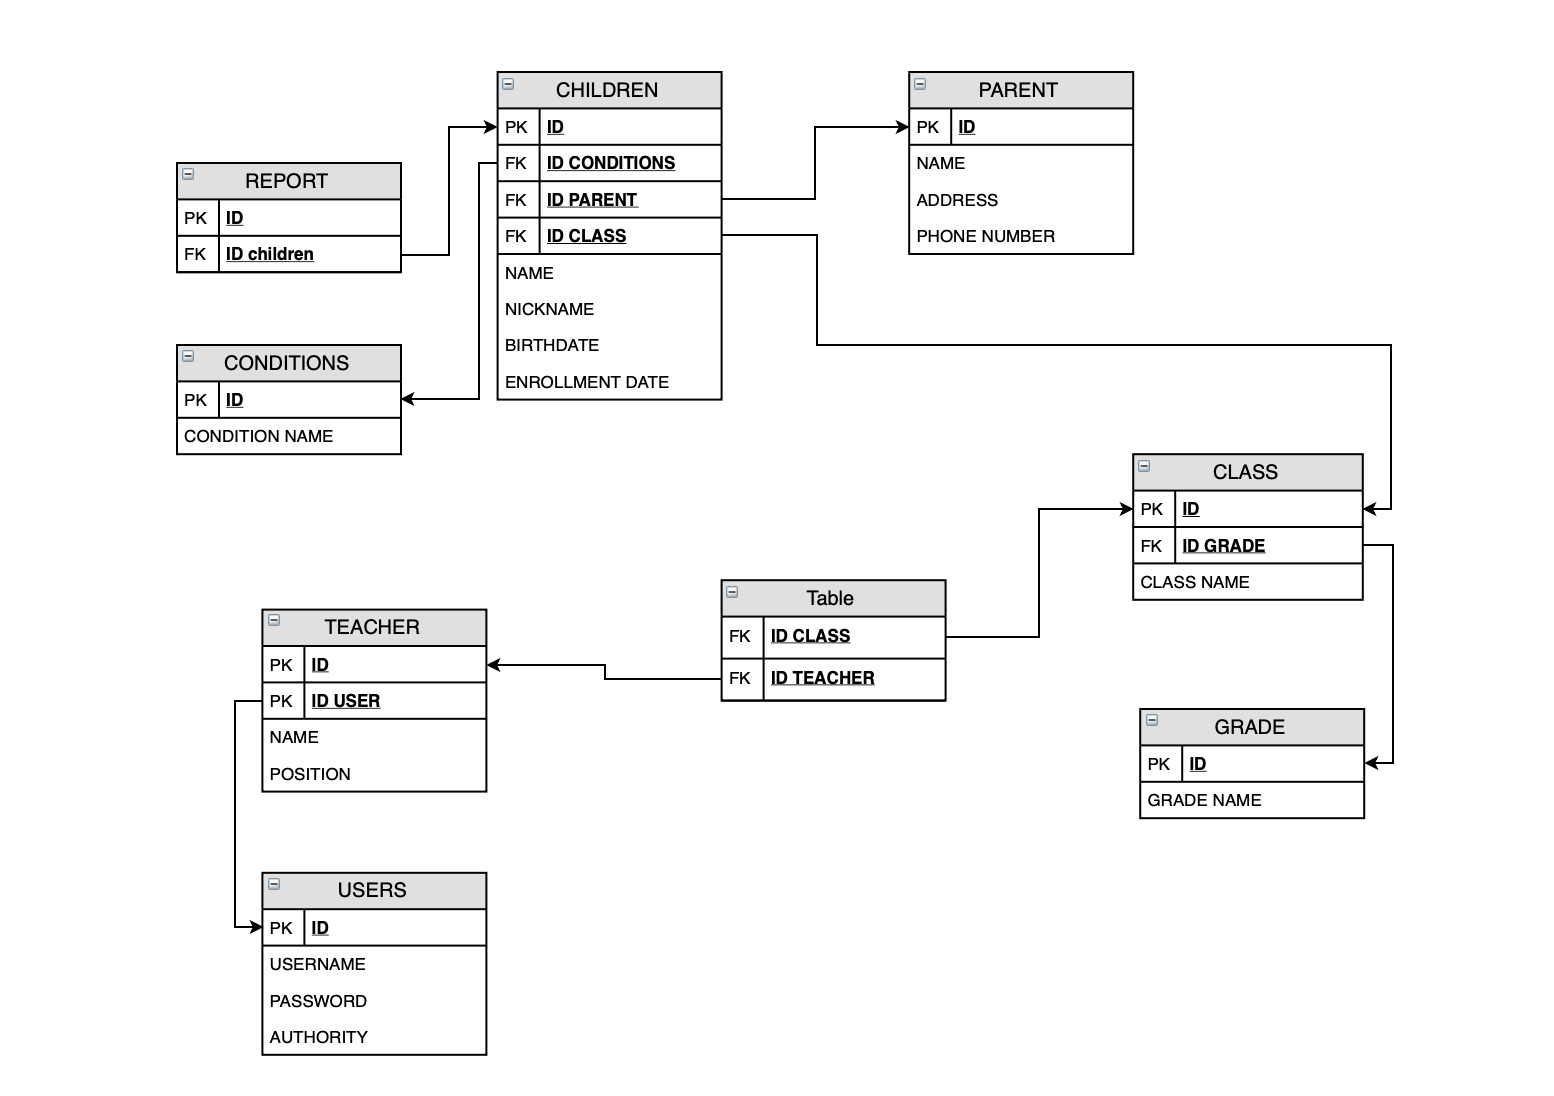 CHILDREN
PK ID
FK ID CONDITIONS
FK ID PARENT
FK ID CLASS
NAME
NICKNAME
BIRTHDATE
ENROLLMENT DATE
PARENT
PK ID
NAME
ADDRESS
PHONE NUMBER
REPORT
PK ID
FK ID children
CONDITIONS
PK ID
CONDITION NAME
CLASS
PK ID
FK ID GRADE
CLASS NAME
Table
FK ID CLASS
FK ID TEACHER
TEACHER
PK ID
PK ID USER
NAME
POSITION
GRADE
PK ID
GRADE NAME
USERS
PK ID
USERNAME
PASSWORD
AUTHORITY